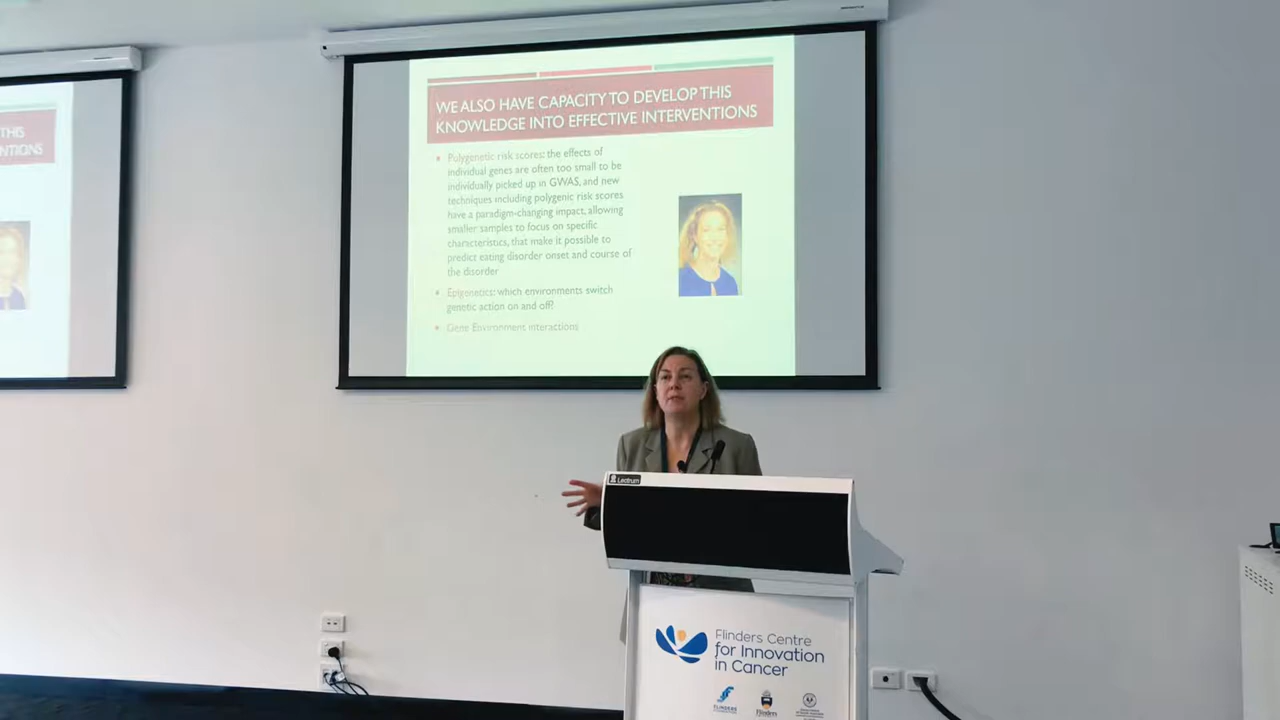 THIS
NTIONS
WE ALSO HAVE CAPACITY TO DEVELOP THIS
KNOWLEDGE INTO EFFECTIVE INTERVENTIONS
Polygenetic risk scores: the effects of
individual genes are often too small to be
individually picked up in GWAS, and new
techniques including polygenic risk scores
have a paradigm-changing impact, allowing
smaller samples to focus on specific
characteristics, that make it possible to
predict eating disorder onset and course of
the disorder
Epigenetics: which environments switch
genetic action on and off?
Gene Environment interactions
Lectrum
Flinders Centre
for Innovation
in Cancer
FLINDERS
Flinders